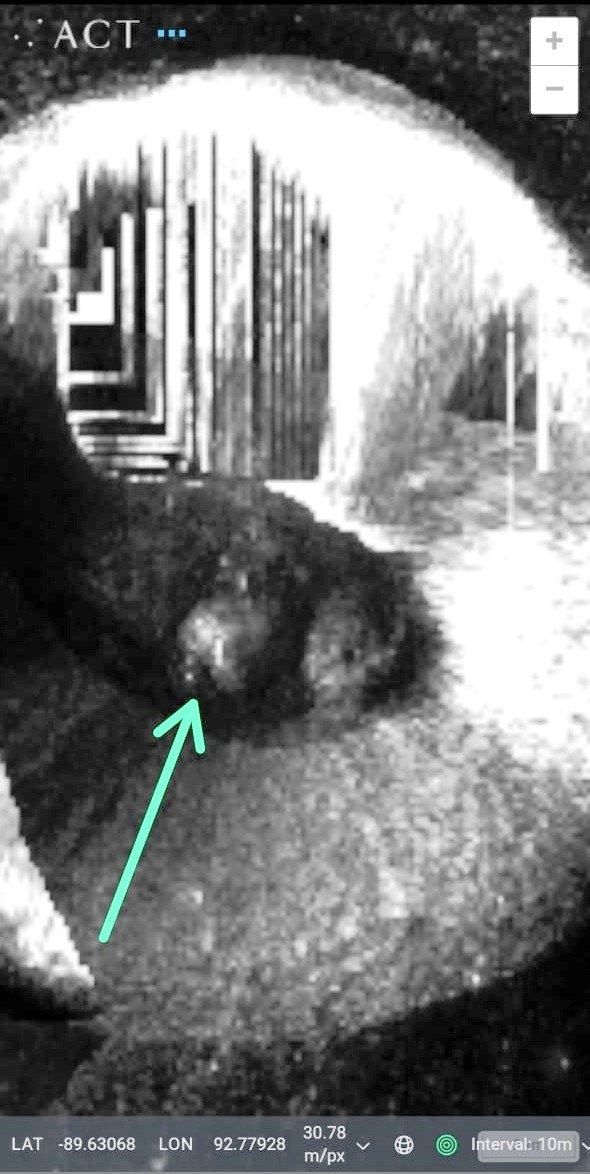 ∴ ACT
+
−
LAT -89.63068 LON 92.77928 30.78 m/px Interval: 10m